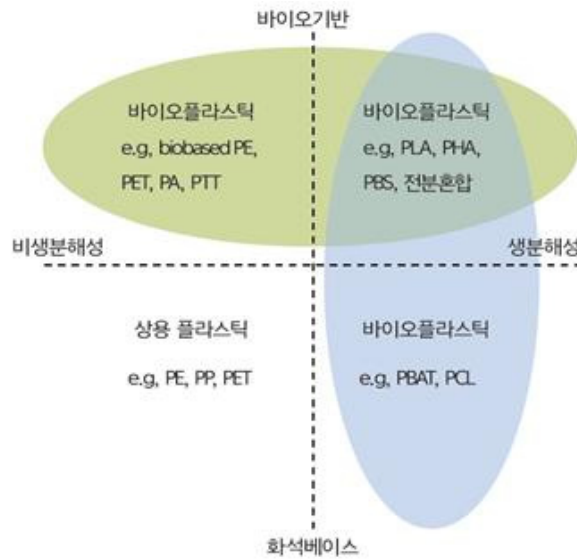 바이오기반
바이오플라스틱
e.g, biobased PE,
PET, PA, PTT
바이오플라스틱
e.g, PLA, PHA,
PBS, 전분혼합
비생분해성
생분해성
상용 플라스틱
e.g, PE, PP, PET
바이오플라스틱
e.g, PBAT, PCL
화석베이스